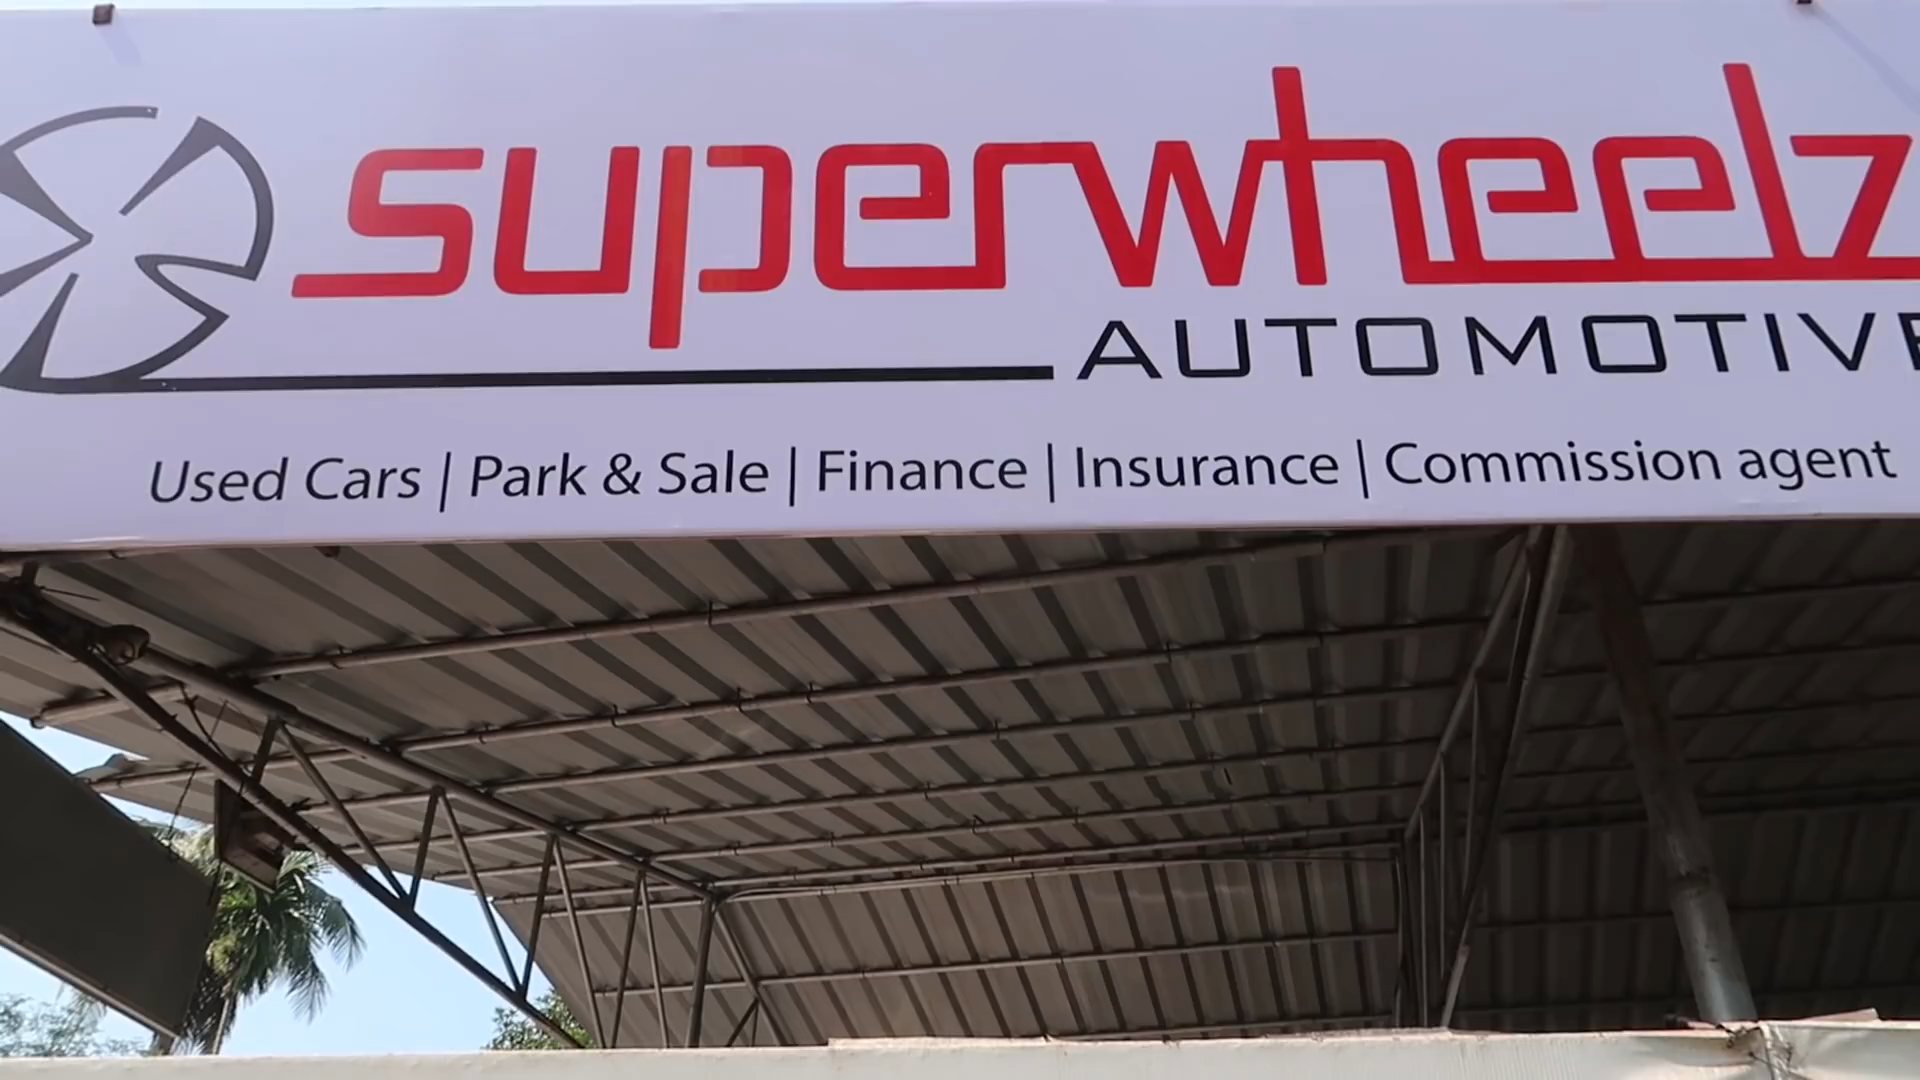 superwheelz
AUTOMOTIVE
Used Cars | Park & Sale | Finance | Insurance | Commission agent